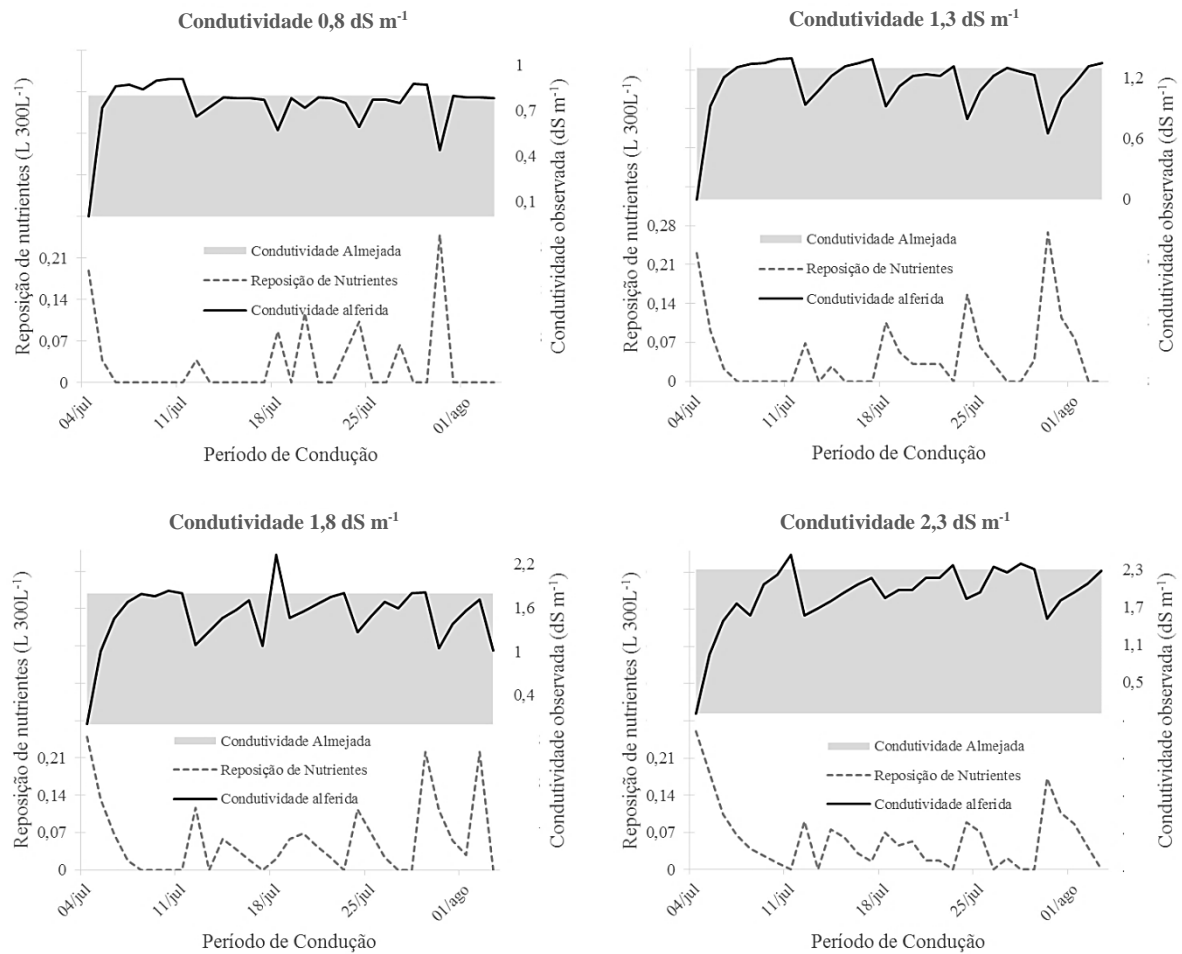 Condutividade 0,8 dS m⁻¹
Reposição de nutrientes (L 300L⁻¹)
0,21
0,14
0,07
0
1
0,7
0,4
0,1
Condutividade observada (dS m⁻¹)
Condutividade Almejada
Reposição de Nutrientes
Condutividade alferida
04/jul
11/jul
18/jul
25/jul
01/ago
Período de Condução
Condutividade 1,3 dS m⁻¹
Reposição de nutrientes (L 300L⁻¹)
0,28
0,21
0,14
0,07
0
1,2
0,6
0
Condutividade observada (dS m⁻¹)
Condutividade Almejada
Reposição de Nutrientes
Condutividade alferida
04/jul
11/jul
18/jul
25/jul
01/ago
Período de Condução
Condutividade 1,8 dS m⁻¹
Reposição de nutrientes (L 300L⁻¹)
0,21
0,14
0,07
0
2,2
1,6
1
0,4
Condutividade observada (dS m⁻¹)
Condutividade Almejada
Reposição de Nutrientes
Condutividade alferida
04/jul
11/jul
18/jul
25/jul
01/ago
Período de Condução
Condutividade 2,3 dS m⁻¹
Reposição de nutrientes (L 300L⁻¹)
0,21
0,14
0,07
0
2,3
1,7
1,1
0,5
Condutividade observada (dS m⁻¹)
Condutividade Almejada
Reposição de Nutrientes
Condutividade alferida
04/jul
11/jul
18/jul
25/jul
01/ago
Período de Condução